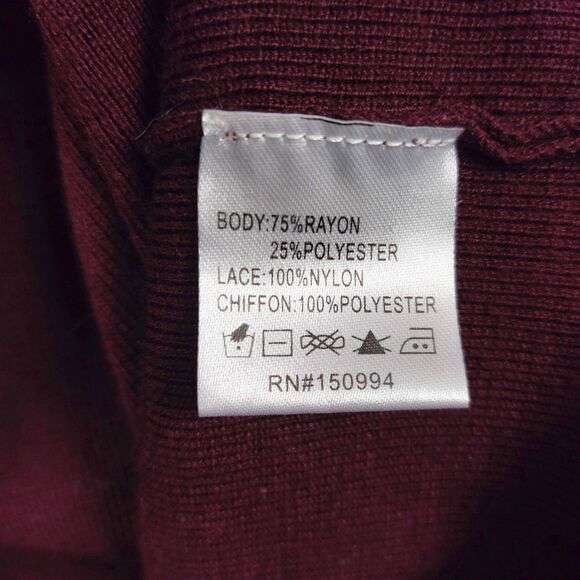 BODY:75%RAYON
25%POLYESTER
LACE:100%NYLON
CHIFFON:100%POLYESTER
RN#150994